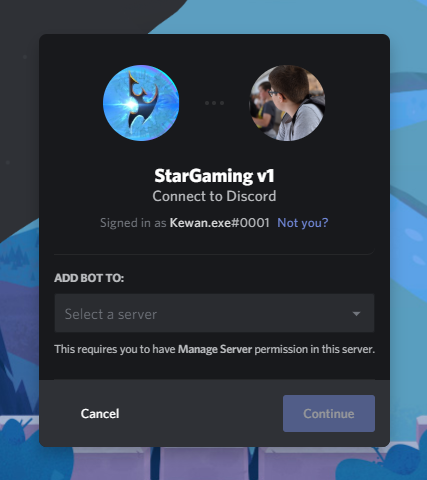 StarGaming v1
Connect to Discord
Signed in as Kewan.exe#0001 Not you?
ADD BOT TO:
Select a server
This requires you to have Manage Server permission in this server.
Cancel Continue